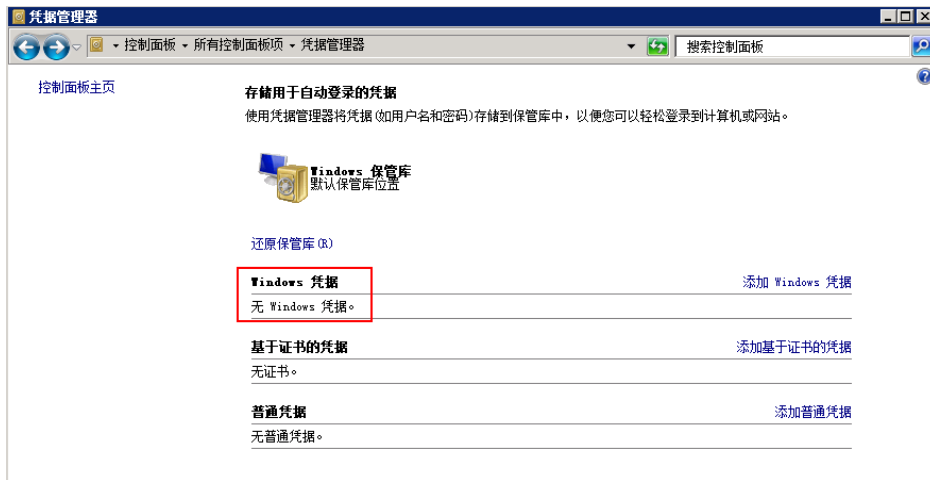 凭据管理器
控制面板 所有控制面板项 凭据管理器
搜索控制面板
控制面板主页
存储用于自动登录的凭据
使用凭据管理器将凭据(如用户名和密码)存储到保管库中，以便您可以轻松登录到计算机或网站。
Windows 保管库
默认保管库位置
还原保管库(R)
Windows 凭据 添加 Windows 凭据
无 Windows 凭据。
基于证书的凭据 添加基于证书的凭据
无证书。
普通凭据 添加普通凭据
无普通凭据。